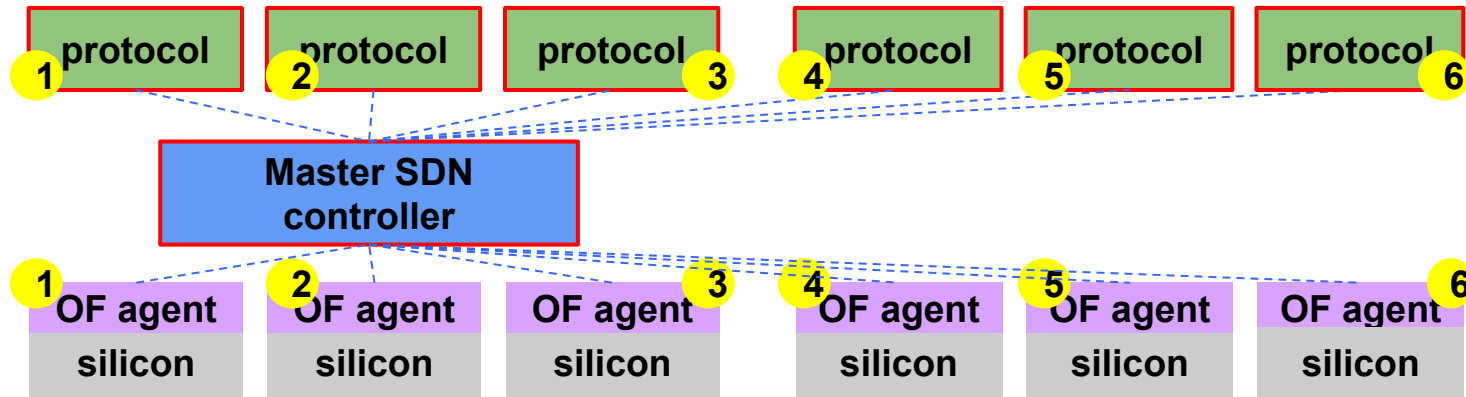 protocol protocol protocol protocol protocol protocol
1 2 3 4 5 6
Master SDN
controller
1 2 3 4 5 6
OF agent OF agent OF agent OF agent OF agent OF agent
silicon silicon silicon silicon silicon silicon